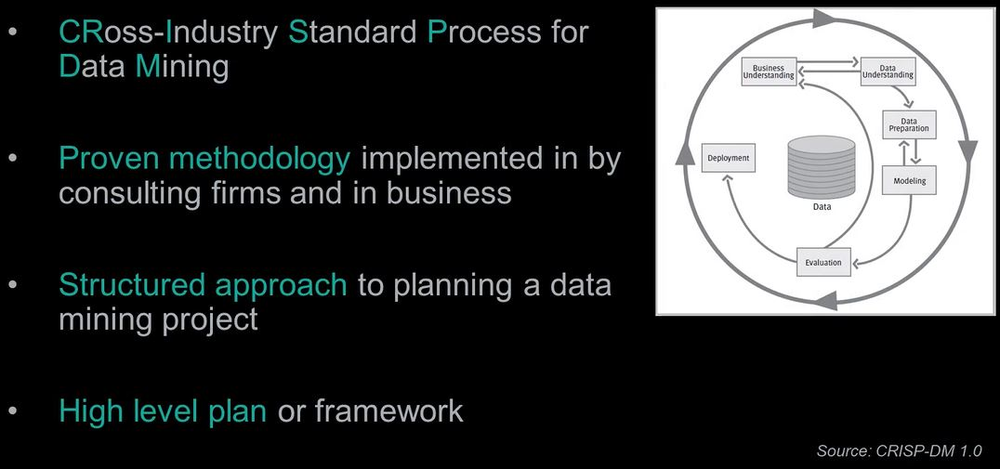 • CRoss-Industry Standard Process for
Data Mining
• Proven methodology implemented in by
consulting firms and in business
• Structured approach to planning a data
mining project
• High level plan or framework
Business
Understanding
Data
Understanding
Data
Preparation
Modeling
Deployment
Data
Evaluation
Source: CRISP-DM 1.0